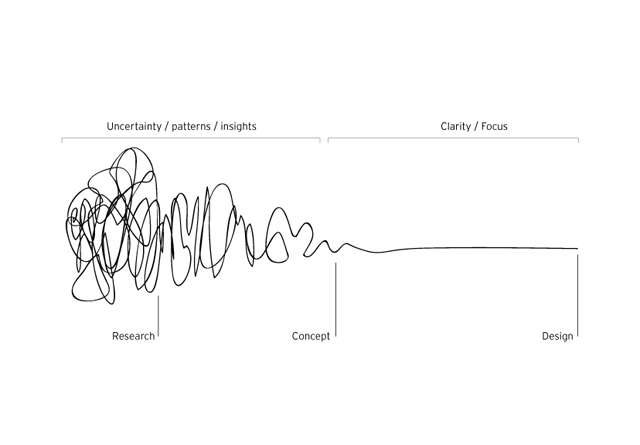 Uncertainty / patterns / insights
Clarity / Focus
Research
Concept
Design